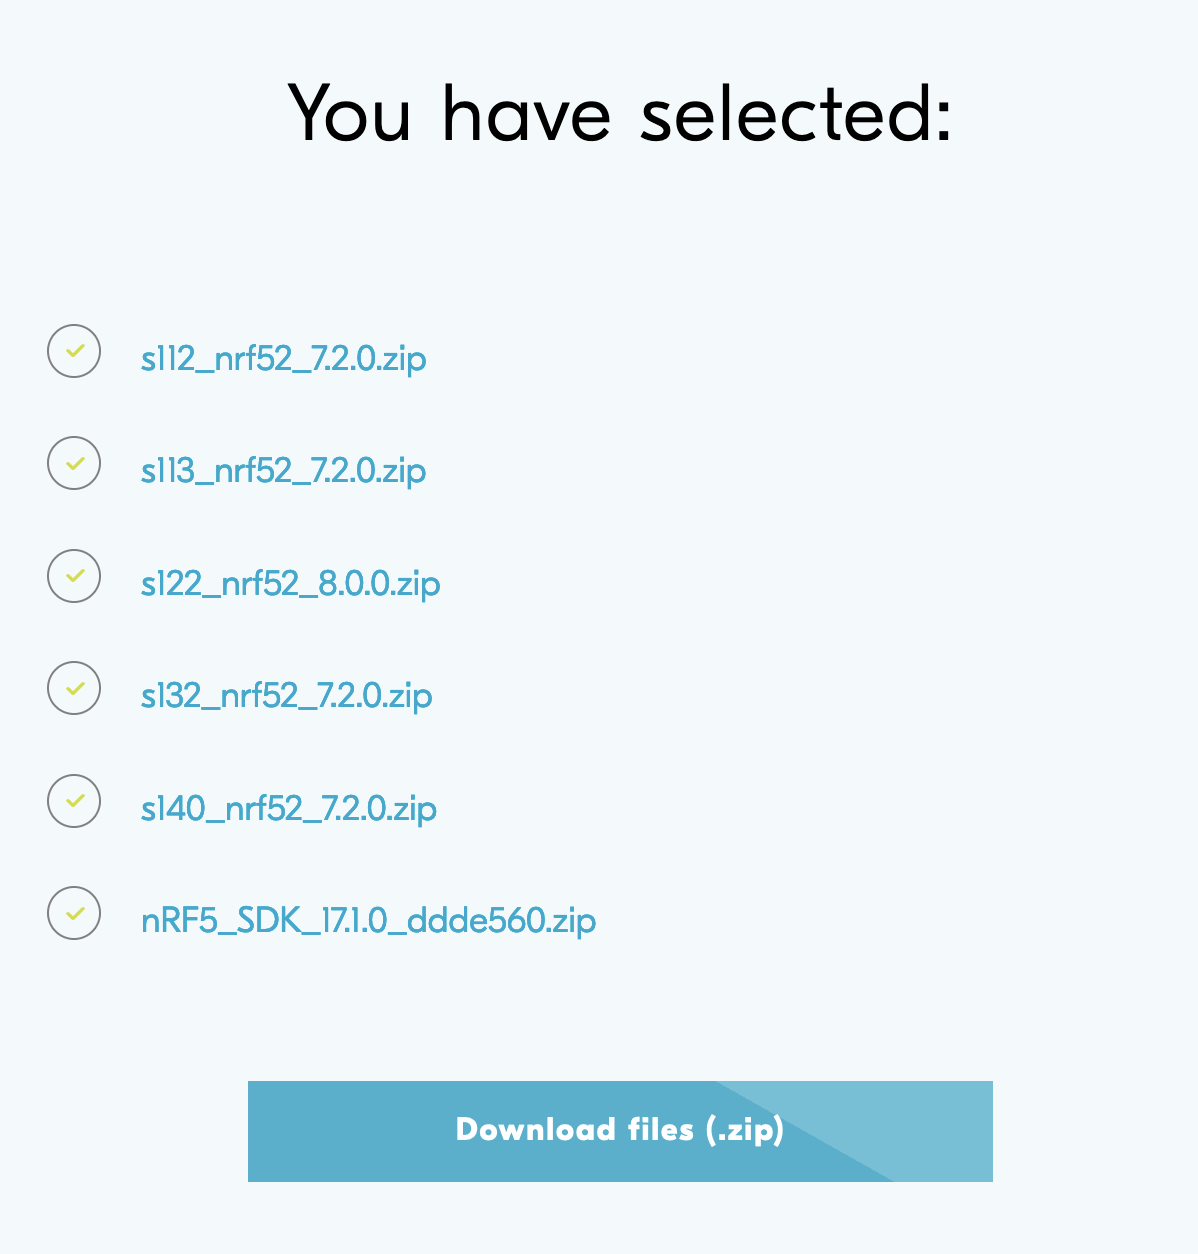 You have selected:
s112_nrf52_7.2.0.zip
s113_nrf52_7.2.0.zip
s122_nrf52_8.0.0.zip
s132_nrf52_7.2.0.zip
s140_nrf52_7.2.0.zip
nRF5_SDK_17.1.0_ddde560.zip
Download files (.zip)